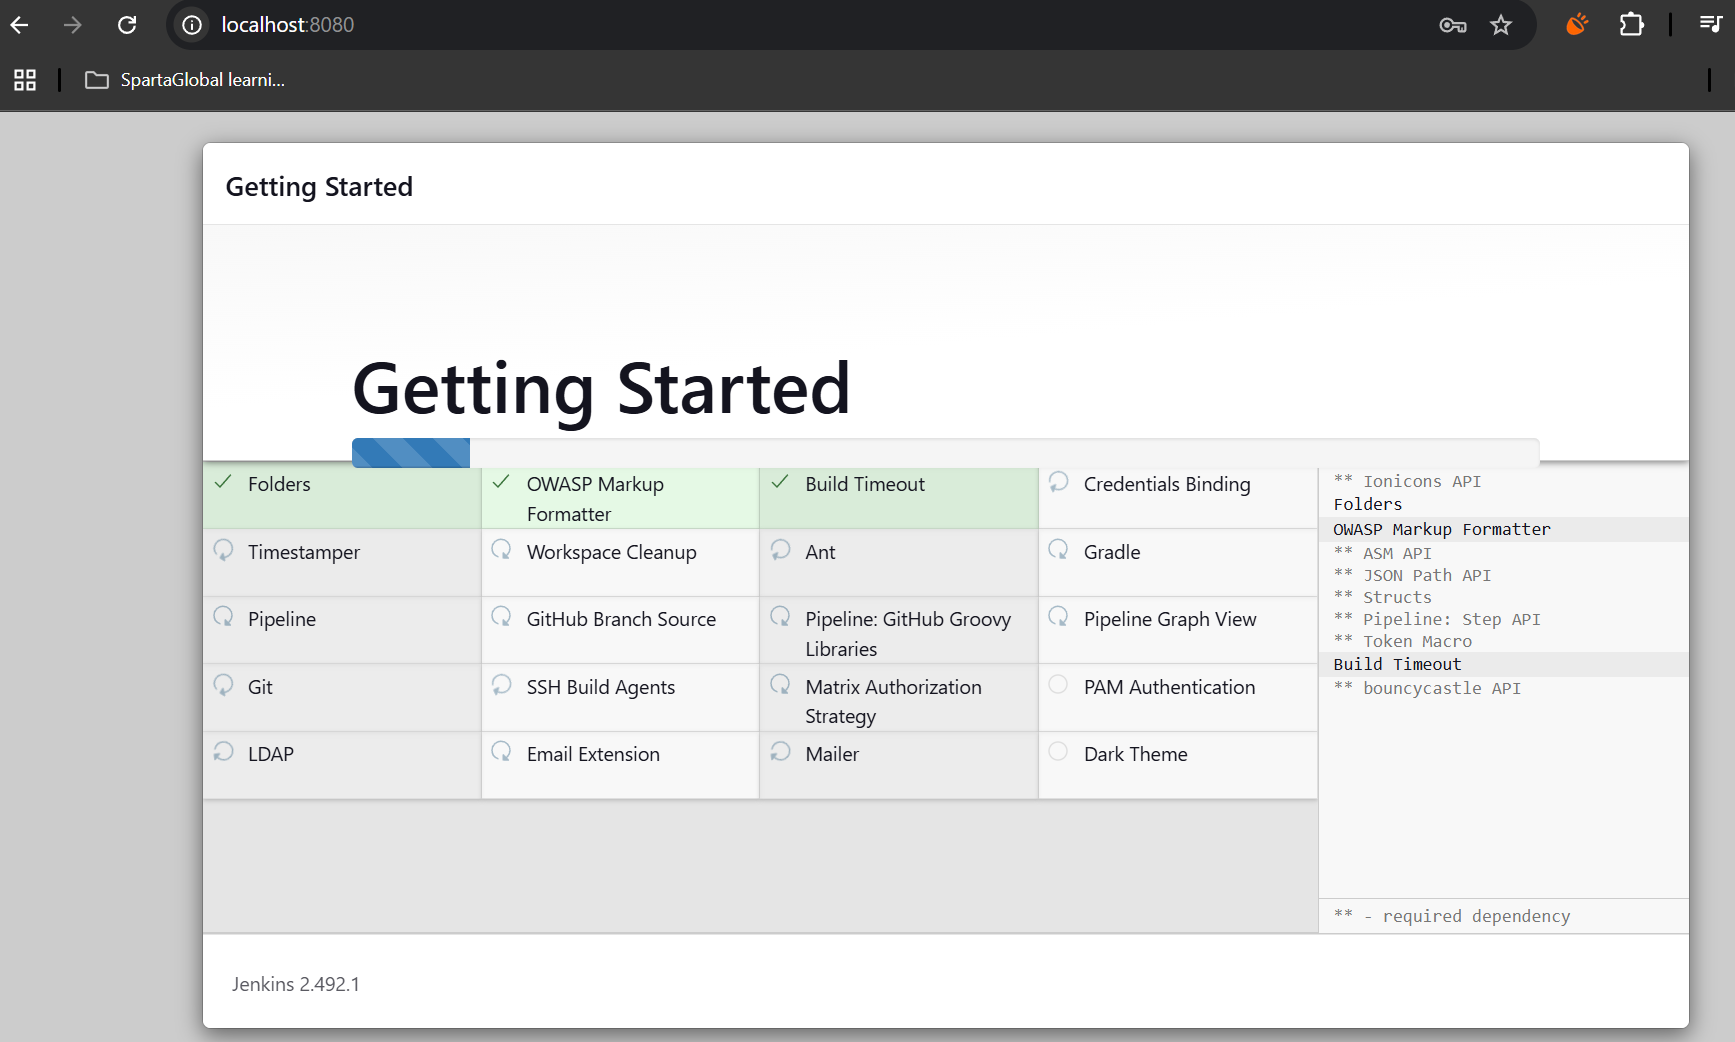 localhost:8080
SpartaGlobal learni...
Getting Started
Getting Started
Folders
OWASP Markup
Formatter
Build Timeout
Credentials Binding
Timestamper
Workspace Cleanup
Ant
Gradle
Pipeline
GitHub Branch Source
Pipeline: GitHub Groovy
Libraries
Pipeline Graph View
Git
SSH Build Agents
Matrix Authorization
Strategy
PAM Authentication
LDAP
Email Extension
Mailer
Dark Theme
** Ionicons API
Folders
OWASP Markup Formatter
** ASM API
** JSON Path API
** Structs
** Pipeline: Step API
** Token Macro
Build Timeout
** bouncycastle API
** - required dependency
Jenkins 2.492.1